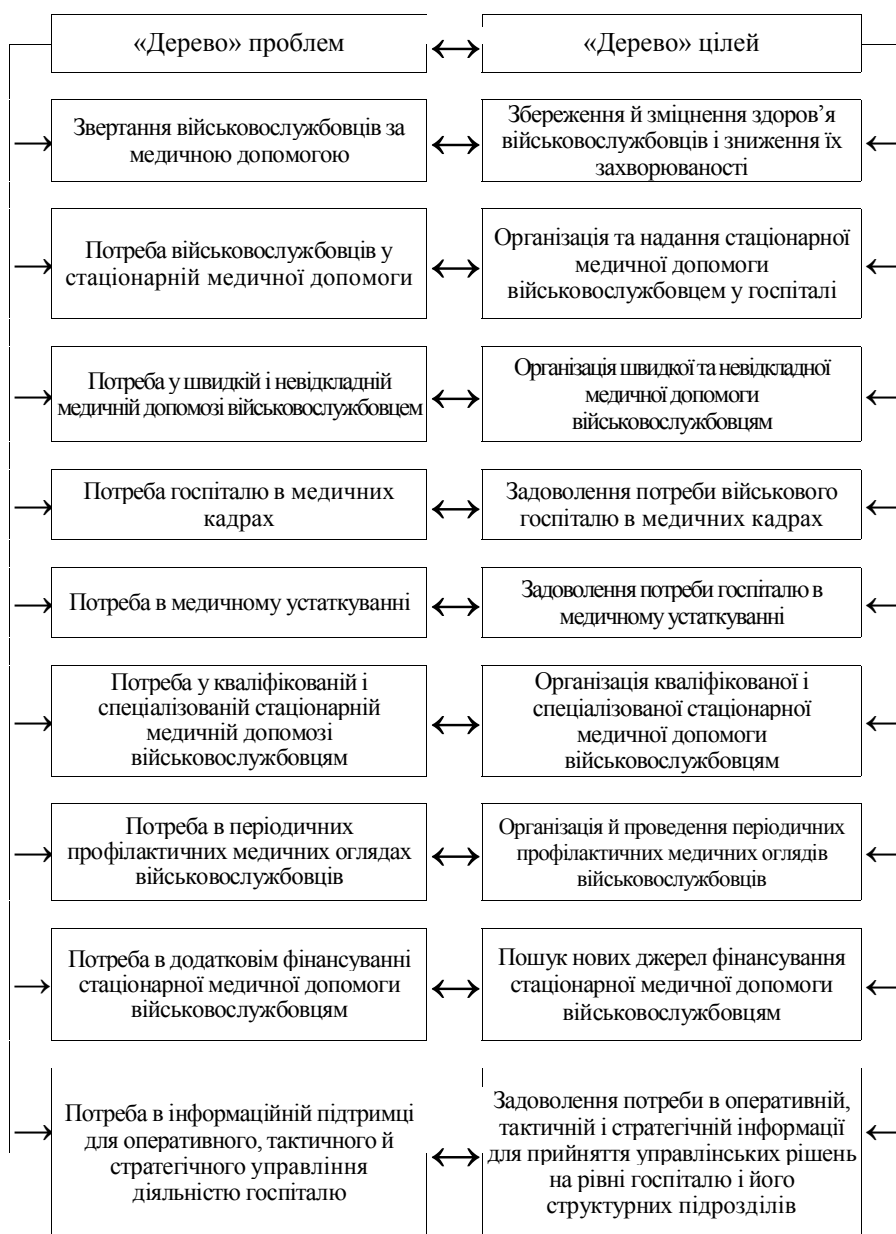 «Дерево» проблем
«Дерево» цілей
Звертання військовослужбовців за
медичною допомогою
Збереження й зміцнення здоров’я
військовослужбовців і зниження їх
захворюваності
Потреба військовослужбовців у
стаціонарній медичної допомоги
Організація та надання стаціонарної
медичної допомоги
військовослужбовцем у госпіталі
Потреба у швидкій і невідкладній
медичній допомозі військовослужбовцем
Організація швидкої та невідкладної
медичної допомоги
військовослужбовцям
Потреба госпіталю в медичних
кадрах
Задоволення потреби військового
госпіталю в медичних кадрах
Потреба в медичному устаткуванні
Задоволення потреби госпіталю в
медичному устаткуванні
Потреба у кваліфікованій і
спеціалізованій стаціонарній
медичній допомозі
військовослужбовцям
Організація кваліфікованої і
спеціалізованої стаціонарної
медичної допомоги
військовослужбовцям
Потреба в періодичних
профілактичних медичних оглядах
військовослужбовців
Організація й проведення періодичних
профілактичних медичних оглядів
військовослужбовців
Потреба в додатковім фінансуванні
стаціонарної медичної допомоги
військовослужбовцям
Пошук нових джерел фінансування
стаціонарної медичної допомоги
військовослужбовцям
Потреба в інформаційній підтримці
для оперативного, тактичного й
стратегічного управління
діяльністю госпіталю
Задоволення потреби в оперативній,
тактичній і стратегічній інформації
для прийняття управлінських рішень
на рівні госпіталю і його
структурних підрозділів